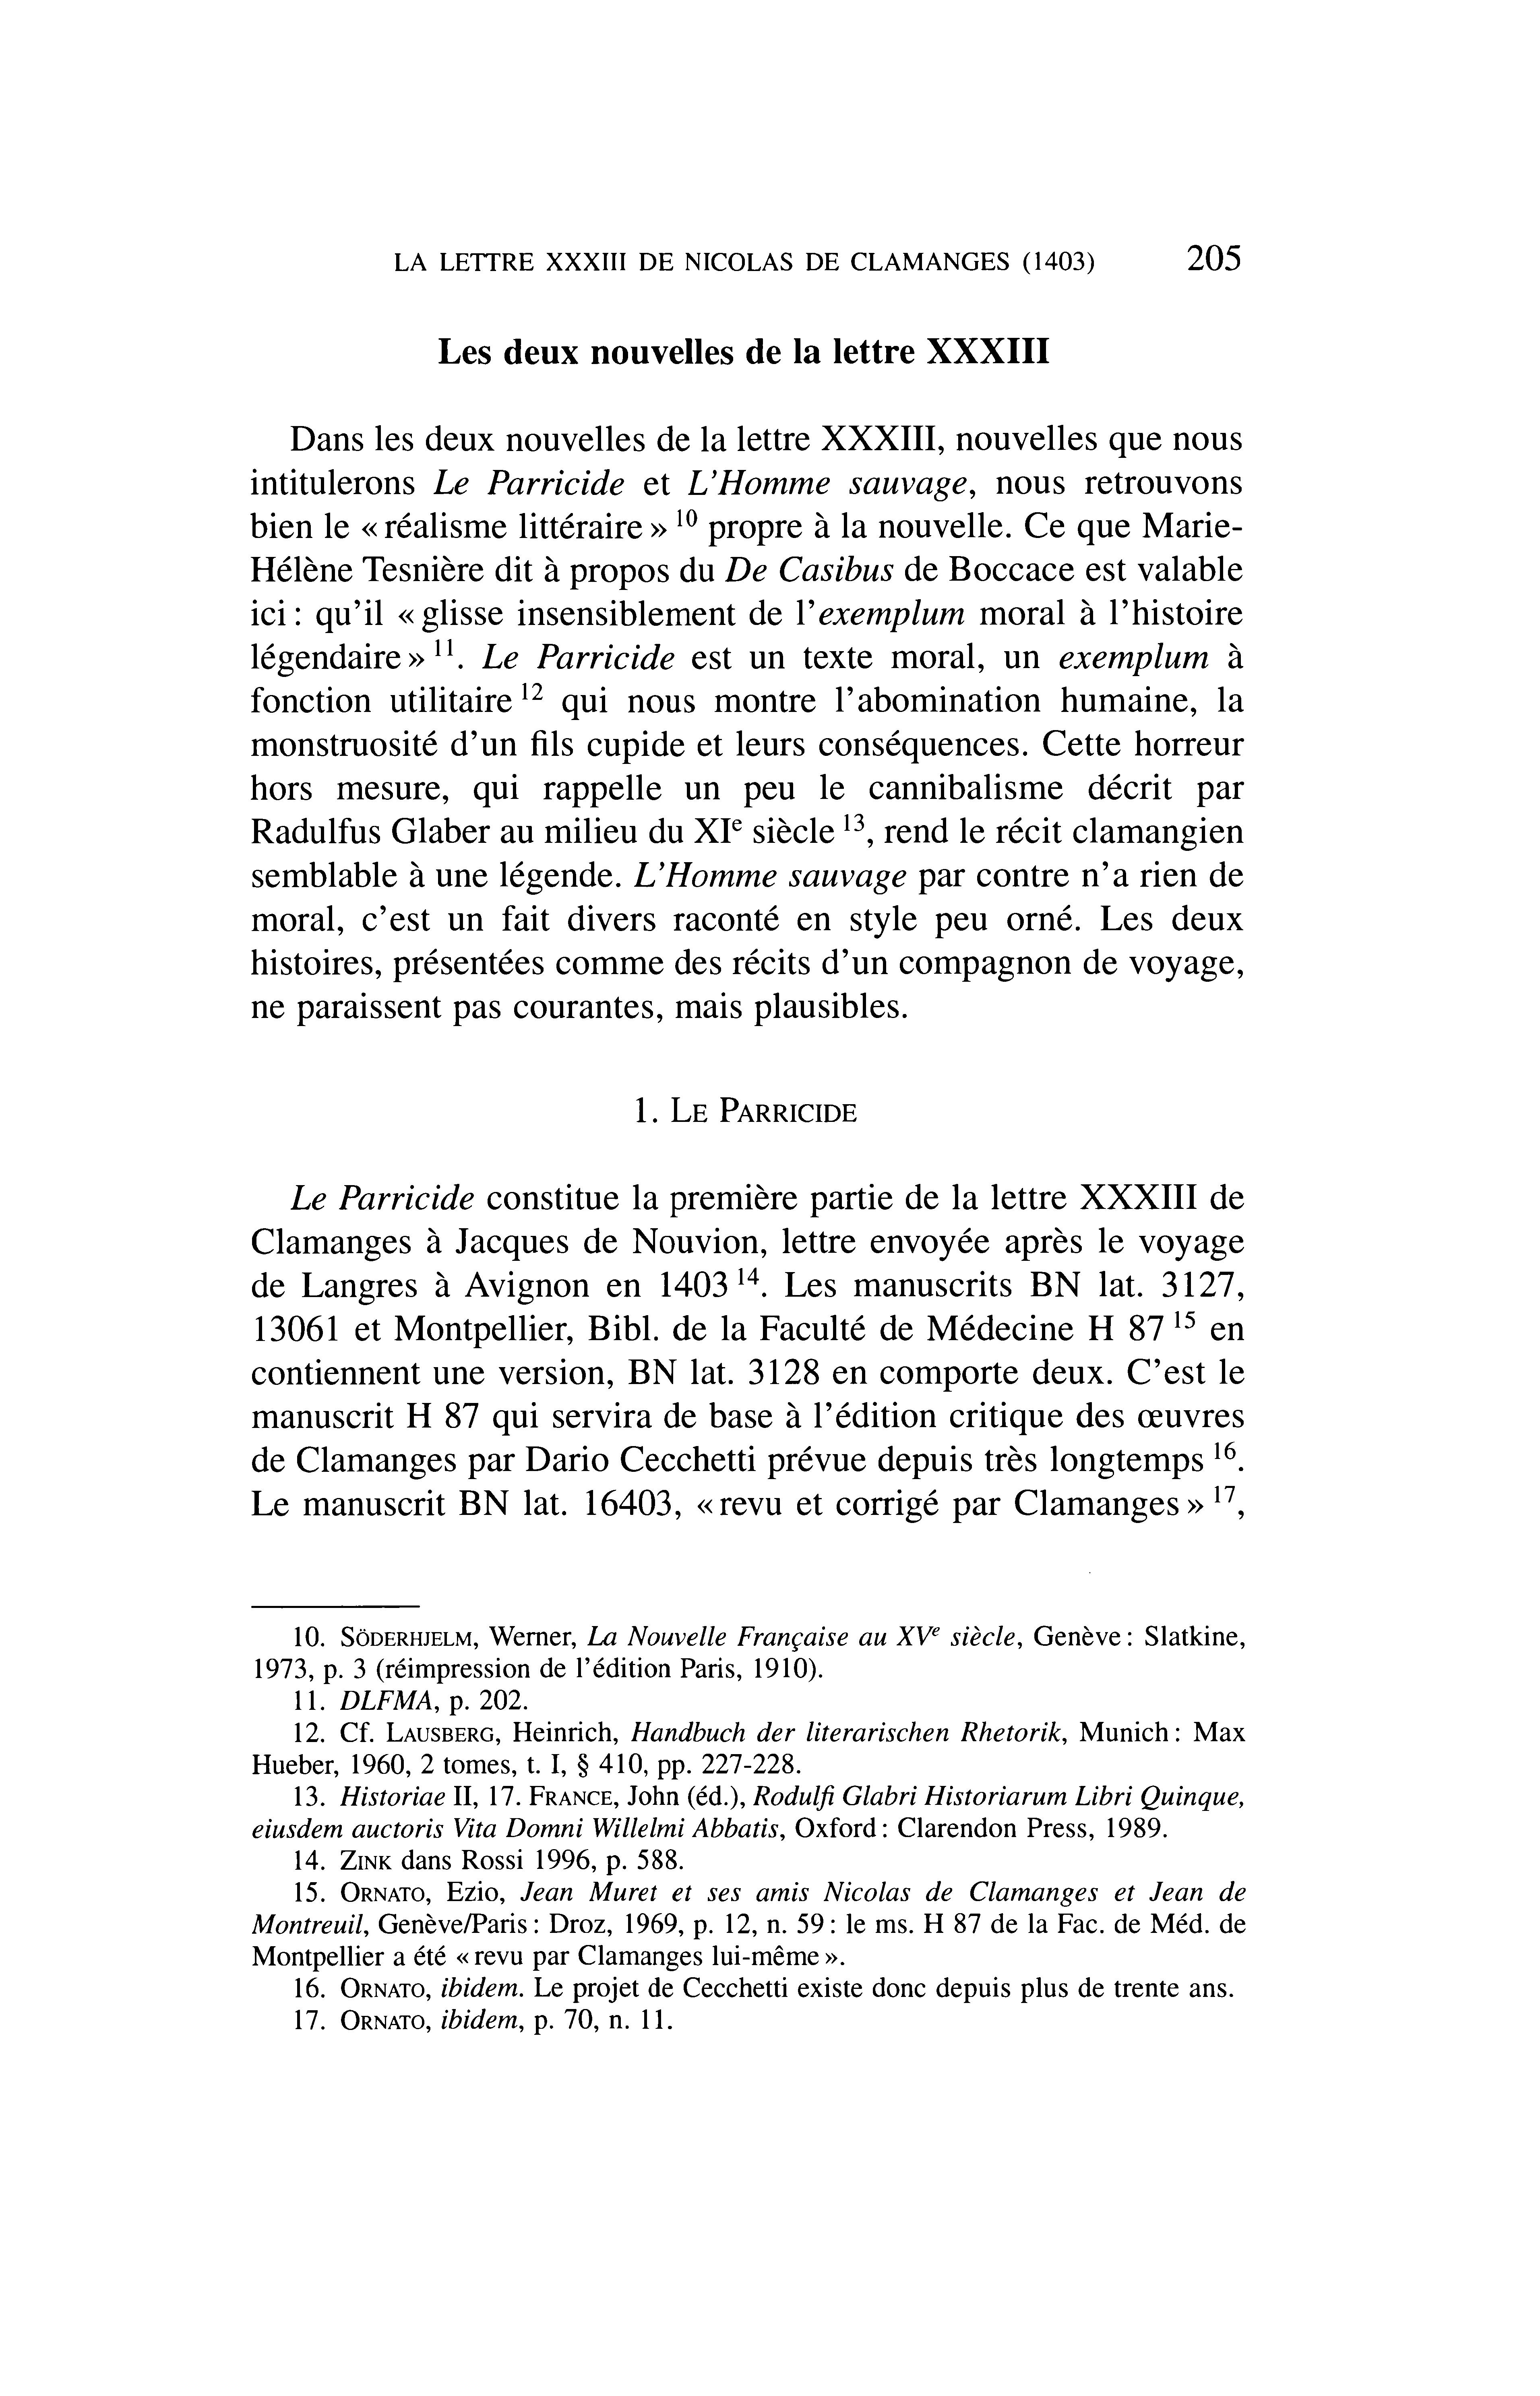 LA LETTRE XXXIII DE NICOLAS DE CLAMANGES (1403) 205
Les deux nouvelles de la lettre XXXIII
Dans les deux nouvelles de la lettre XXXIII, nouvelles que nous
intitulerons Le Parricide et L'Homme sauvage, nous retrouvons
bien le « réalisme littéraire » 10 propre à la nouvelle. Ce que Marie-
Hélène Tesnière dit à propos du De Casibus de Boccace est valable
ici : qu'il « glisse insensiblement de l'exemplum moral à l'histoire
légendaire » 11. Le Parricide est un texte moral, un exemplum à
fonction utilitaire 12 qui nous montre l'abomination humaine, la
monstruosité d'un fils cupide et leurs conséquences. Cette horreur
hors mesure, qui rappelle un peu le cannibalisme décrit par
Radulfus Glaber au milieu du XIe siècle 13, rend le récit clamangien
semblable à une légende. L'Homme sauvage par contre n'a rien de
moral, c'est un fait divers raconté en style peu orné. Les deux
histoires, présentées comme des récits d'un compagnon de voyage,
ne paraissent pas courantes, mais plausibles.
1. LE PARRICIDE
Le Parricide constitue la première partie de la lettre XXXIII de
Clamanges à Jacques de Nouvion, lettre envoyée après le voyage
de Langres à Avignon en 1403 14. Les manuscrits BN lat. 3127,
13061 et Montpellier, Bibl. de la Faculté de Médecine H 87 15 en
contiennent une version, BN lat. 3128 en comporte deux. C'est le
manuscrit H 87 qui servira de base à l'édition critique des œuvres
de Clamanges par Dario Cecchetti prévue depuis très longtemps 16.
Le manuscrit BN lat. 16403, « revu et corrigé par Clamanges » 17,
10. SÖDERHJELM, Werner, La Nouvelle Française au XVe siècle, Genève : Slatkine,
1973, p. 3 (réimpression de l'édition Paris, 1910).
11. DLFMA, p. 202.
12. Cf. LAUSBERG, Heinrich, Handbuch der literarischen Rhetorik, Munich : Max
Hueber, 1960, 2 tomes, t. I, § 410, pp. 227-228.
13. Historiae II, 17. FRANCE, John (éd.), Rodulfi Glabri Historiarum Libri Quinque,
eiusdem auctoris Vita Domni Willelmi Abbatis, Oxford : Clarendon Press, 1989.
14. ZINK dans Rossi 1996, p. 588.
15. ORNATO, Ezio, Jean Muret et ses amis Nicolas de Clamanges et Jean de
Montreuil, Genève/Paris : Droz, 1969, p. 12, n. 59 : le ms. H 87 de la Fac. de Méd. de
Montpellier a été « revu par Clamanges lui-même ».
16. ORNATO, ibidem. Le projet de Cecchetti existe donc depuis plus de trente ans.
17. ORNATO, ibidem, p. 70, n. 11.